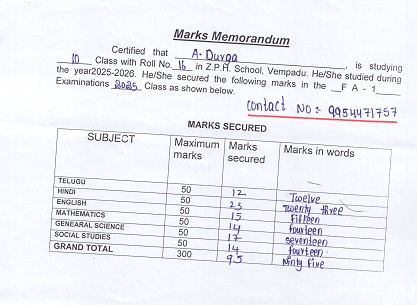 Marks Memorandum
Certified that A. Durga, is studying
10 Class with Roll No. 16 in Z.P.H. School, Vempadu. He/She studied during
the year2025-2026. He/She secured the following marks in the F A - 1
Examinations 2025 Class as shown below.
contact No : 9954471757
MARKS SECURED
SUBJECT Maximum marks Marks secured Marks in words
TELUGU 50 12 Twelve
HINDI 50 23 Twenty three
ENGLISH 50 15 fifteen
MATHEMATICS 50 14 fourteen
GENEARAL SCIENCE 50 17 seventeen
SOCIAL STUDIES 50 14 fourteen
GRAND TOTAL 300 95 Ninty Five